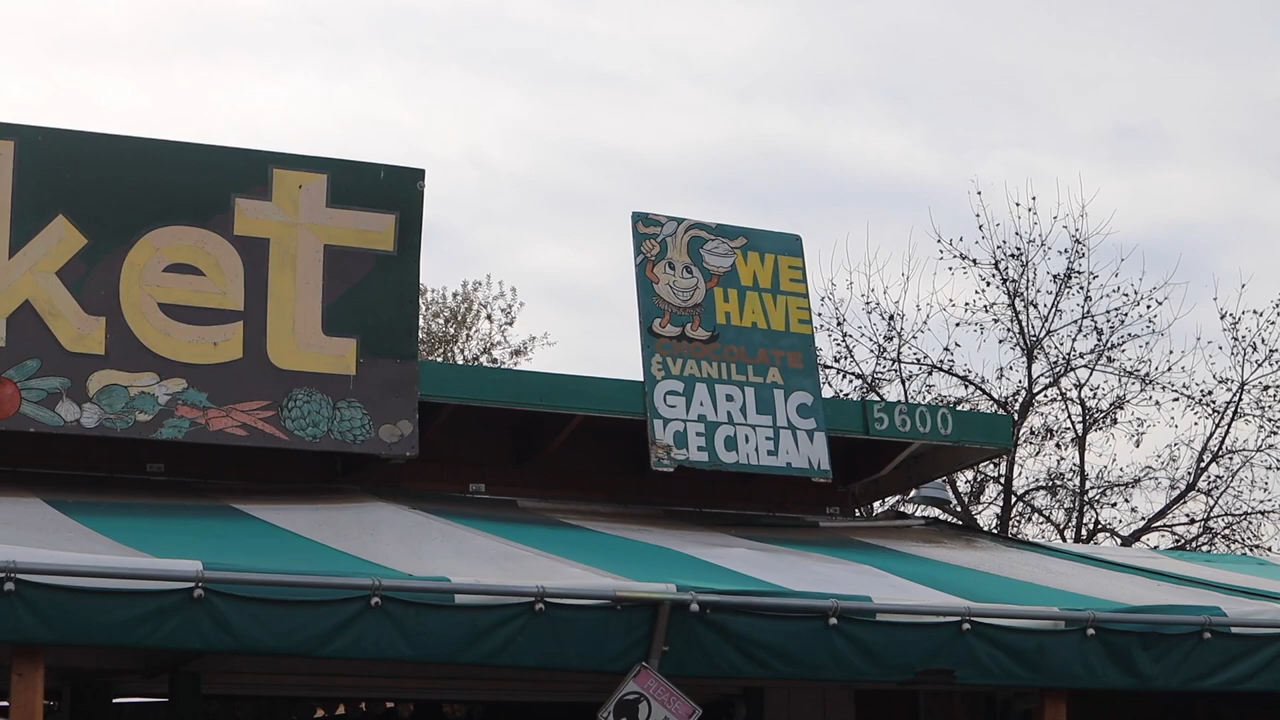 ket
WE
HAVE
CHOCOLATE
& VANILLA
GARLIC
ICE CREAM
5600
PLEASE